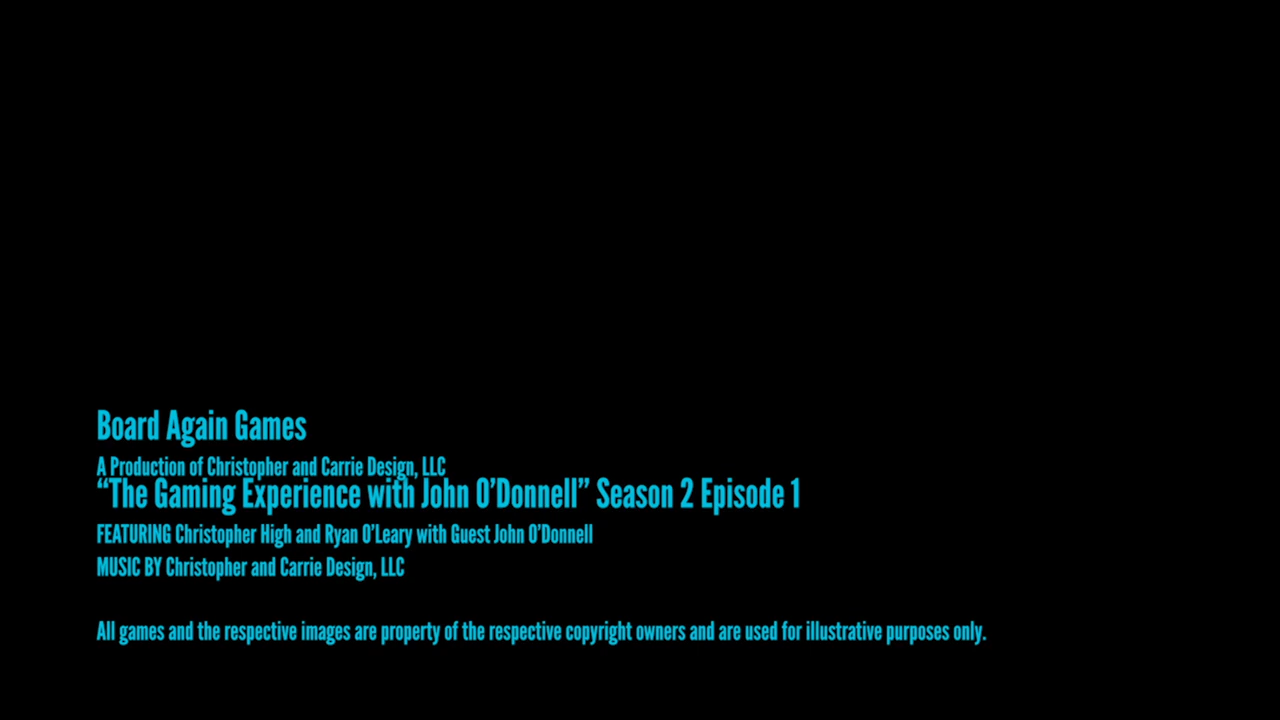 Board Again Games
A Production of Christopher and Carrie Design, LLC
“The Gaming Experience with John O’Donnell” Season 2 Episode 1
FEATURING Christopher High and Ryan O’Leary with Guest John O’Donnell
MUSIC BY Christopher and Carrie Design, LLC
All games and the respective images are property of the respective copyright owners and are used for illustrative purposes only.